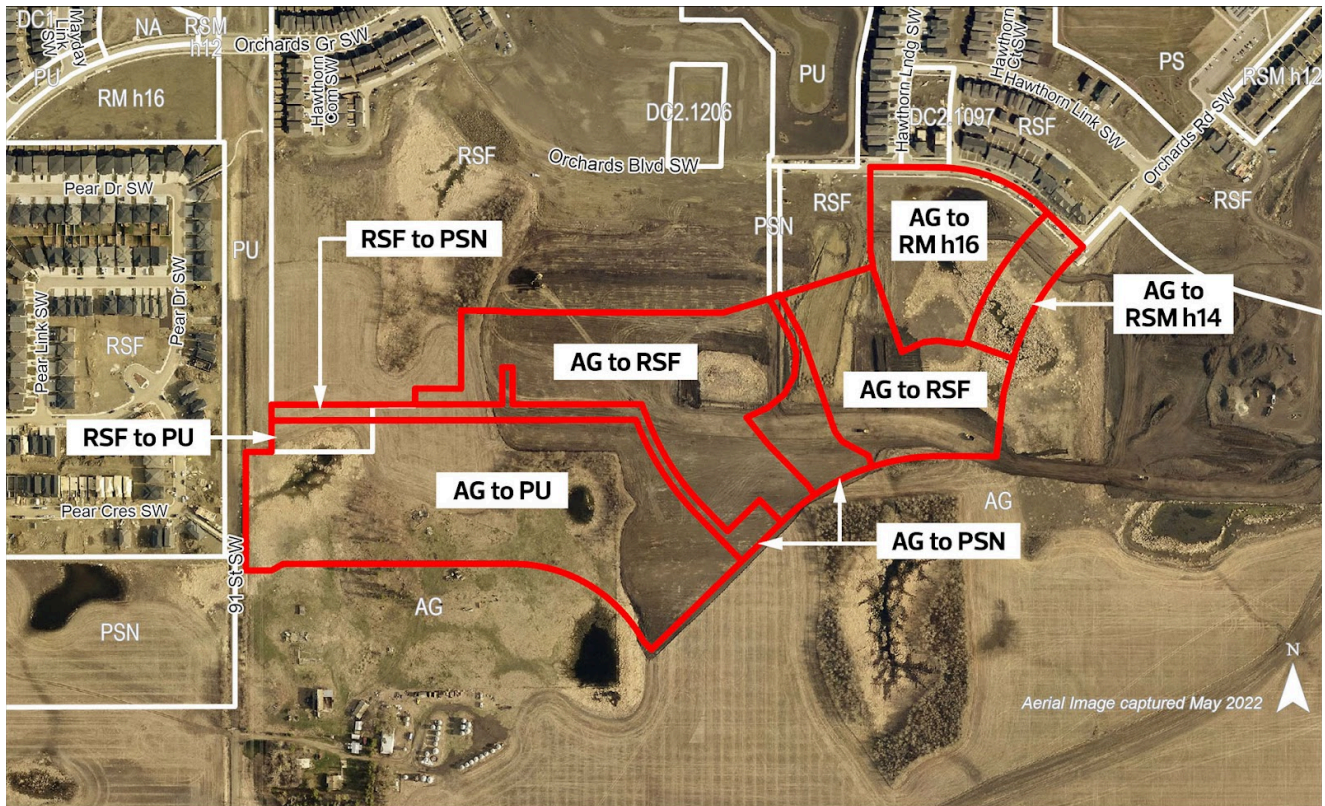 DC1
Mayday
Link
SW
NA
RSM
h12
PU
RM h16
Orchards Gr SW
Hawthorn
Com SW
PU
DC2.1206
Hawthorn Lndg SW
Hawthorn
Ct SW
Hawthorn Link SW
PS
RSM h12
Orchards Rd SW
DC2.1097
RSF
RSF
Orchards Blvd SW
Pear Dr SW
PU
RSF to PSN
PSN
RSF
AG to
RM h16
RSF
Pear Link SW
Pear Dr SW
RSF
AG to
RSM h14
AG to RSF
AG to RSF
RSF to PU
AG to PU
Pear Cres SW
AG
AG to PSN
91 St SW
AG
PSN
N
Aerial Image captured May 2022